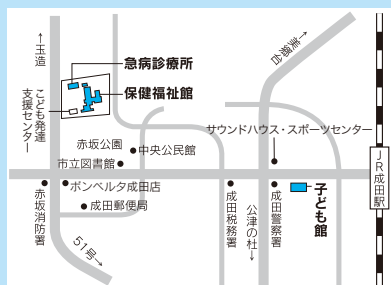 ←玉造
急病診療所
保健福祉館
こども発達
支援センター
←美郷台
赤坂公園
中央公民館
市立図書館
サウンドハウス・スポーツセンター
ボンベルタ成田店
成田郵便局
赤坂消防署
51号→
成田税務署
公津の杜→
成田警察署
子ども館
JR成田駅